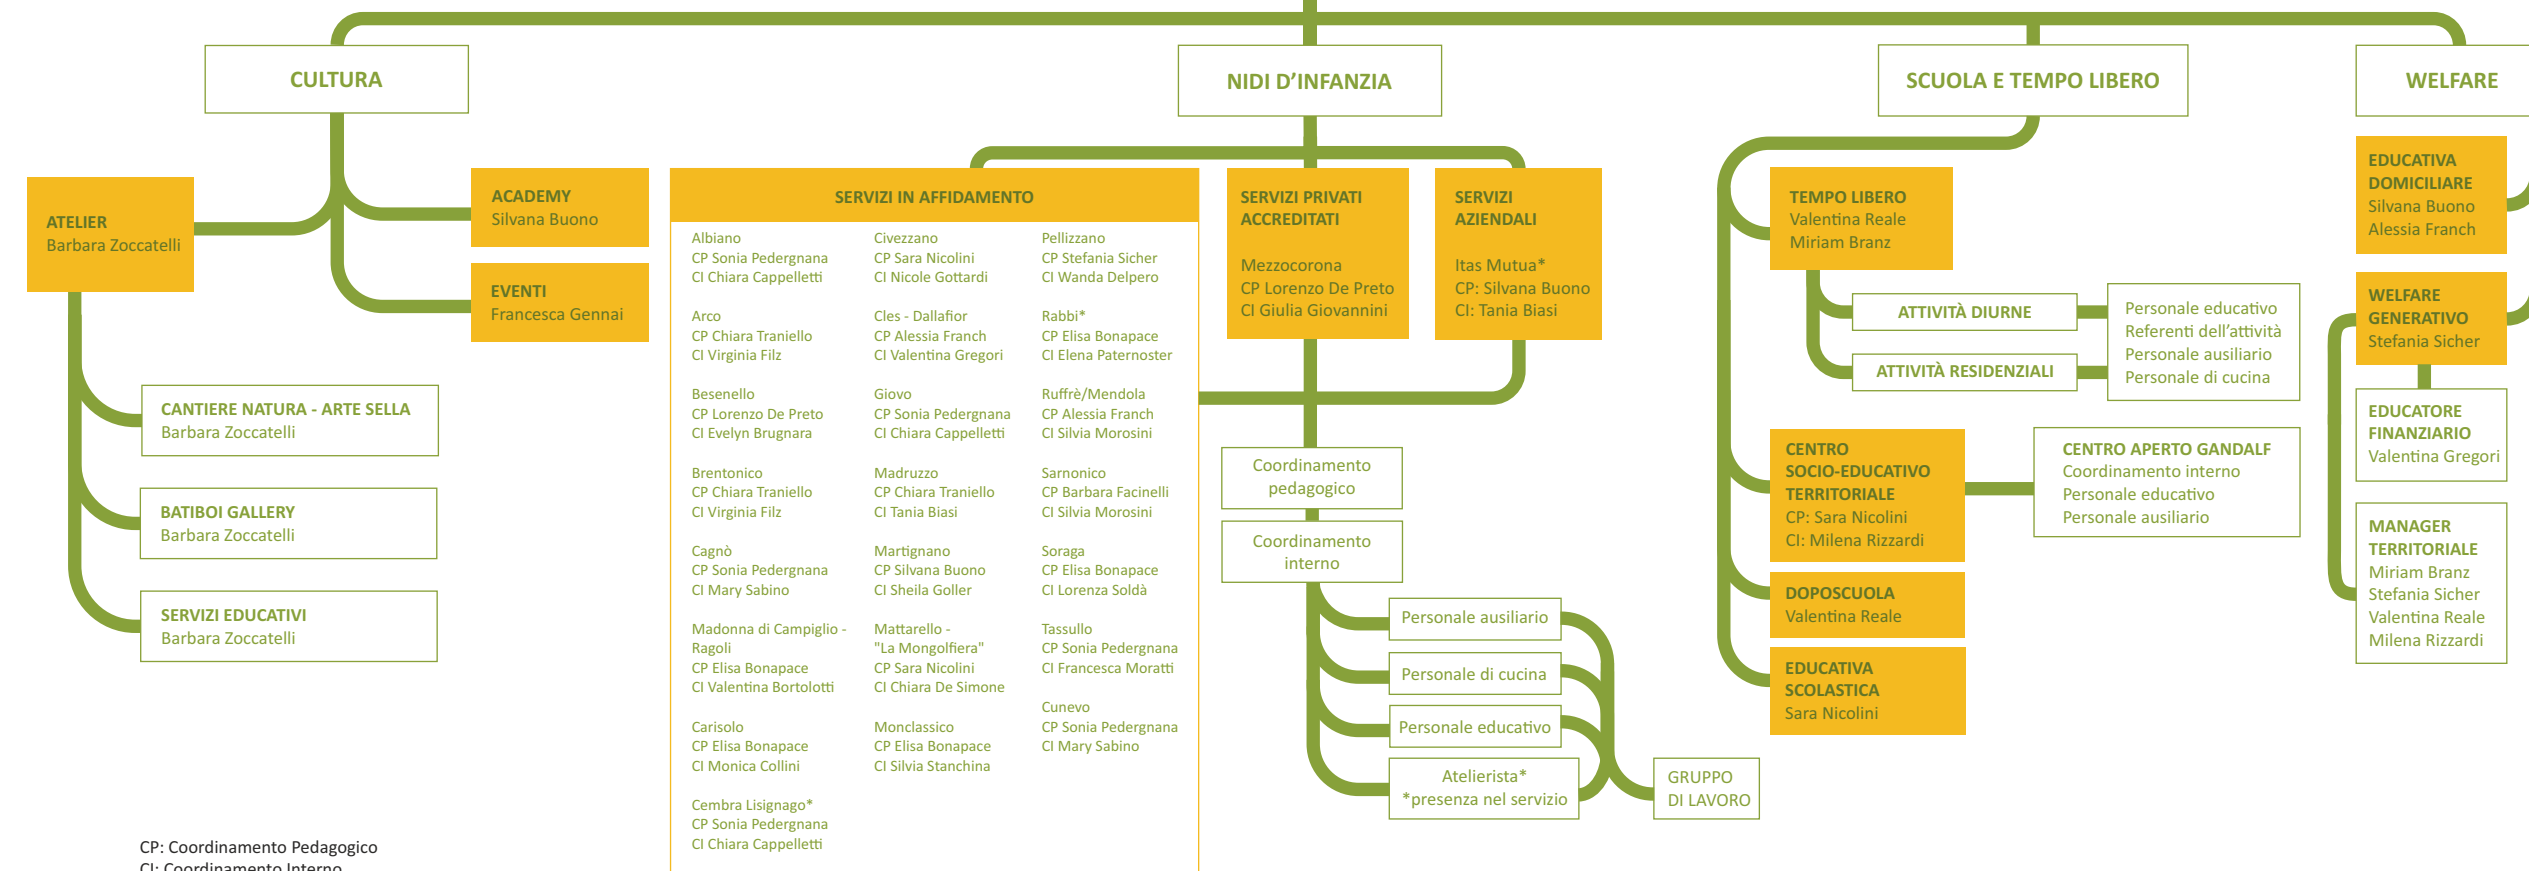 CULTURA
NIDI D'INFANZIA
SCUOLA E TEMPO LIBERO
WELFARE
ATELIER
Barbara Zoccatelli
ACADEMY
Silvana Buono
EVENTI
Francesca Gennai
CANTIERE NATURA - ARTE SELLA
Barbara Zoccatelli
BATIBOI GALLERY
Barbara Zoccatelli
SERVIZI EDUCATIVI
Barbara Zoccatelli
SERVIZI IN AFFIDAMENTO
Albiano
CP Sonia Pedergnana
CI Chiara Cappelletti
Arco
CP Chiara Traniello
CI Virginia Filz
Besenello
CP Lorenzo De Preto
CI Evelyn Brugnara
Brentonico
CP Chiara Traniello
CI Virginia Filz
Cagnò
CP Sonia Pedergnana
CI Mary Sabino
Madonna di Campiglio -
Ragoli
CP Elisa Bonapace
CI Valentina Bortolotti
Carisolo
CP Elisa Bonapace
CI Monica Collini
Cembra Lisignago*
CP Sonia Pedergnana
CI Chiara Cappelletti
Civezzano
CP Sara Nicolini
CI Nicole Gottardi
Cles - Dallafior
CP Alessia Franch
CI Valentina Gregori
Giovo
CP Sonia Pedergnana
CI Chiara Cappelletti
Madruzzo
CP Chiara Traniello
CI Tania Biasi
Martignano
CP Silvana Buono
CI Sheila Goller
Mattarello -
"La Mongolfiera"
CP Sara Nicolini
CI Chiara De Simone
Monclassico
CP Elisa Bonapace
CI Silvia Stanchina
Pellizzano
CP Stefania Sicher
CI Wanda Delpero
Rabbi*
CP Elisa Bonapace
CI Elena Paternoster
Ruffrè/Mendola
CP Alessia Franch
CI Silvia Morosini
Sarnonico
CP Barbara Facinelli
CI Silvia Morosini
Soraga
CP Elisa Bonapace
CI Lorenza Soldà
Tassullo
CP Sonia Pedergnana
CI Francesca Moratti
Cunevo
CP Sonia Pedergnana
CI Mary Sabino
SERVIZI PRIVATI
ACCREDITATI
Mezzocorona
CP Lorenzo De Preto
CI Giulia Giovannini
SERVIZI
AZIENDALI
Itas Mutua*
CP: Silvana Buono
CI: Tania Biasi
Coordinamento
pedagogico
Coordinamento
interno
Personale ausiliario
Personale di cucina
Personale educativo
Atelierista*
*presenza nel servizio
GRUPPO
DI LAVORO
TEMPO LIBERO
Valentina Reale
Miriam Branz
ATTIVITÀ DIURNE
ATTIVITÀ RESIDENZIALI
Personale educativo
Referenti dell'attività
Personale ausiliario
Personale di cucina
CENTRO
SOCIO-EDUCATIVO
TERRITORIALE
CP: Sara Nicolini
CI: Milena Rizzardi
CENTRO APERTO GANDALF
Coordinamento interno
Personale educativo
Personale ausiliario
DOPOSCUOLA
Valentina Reale
EDUCATIVA
SCOLASTICA
Sara Nicolini
EDUCATIVA
DOMICILIARE
Silvana Buono
Alessia Franch
WELFARE
GENERATIVO
Stefania Sicher
EDUCATORE
FINANZIARIO
Valentina Gregori
MANAGER
TERRITORIALE
Miriam Branz
Stefania Sicher
Valentina Reale
Milena Rizzardi
CP: Coordinamento Pedagogico
CI: Coordinamento Interno